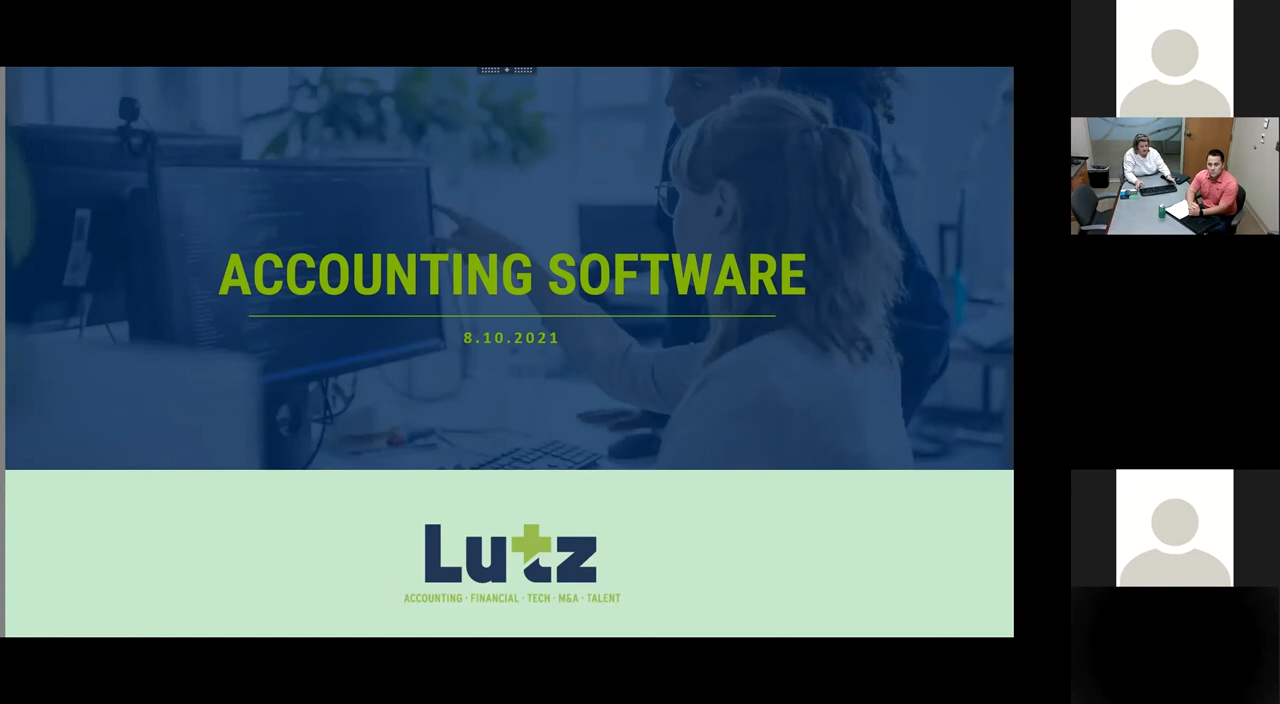 ACCOUNTING SOFTWARE
8.10.2021
Lutz
ACCOUNTING · FINANCIAL · TECH · M&A · TALENT